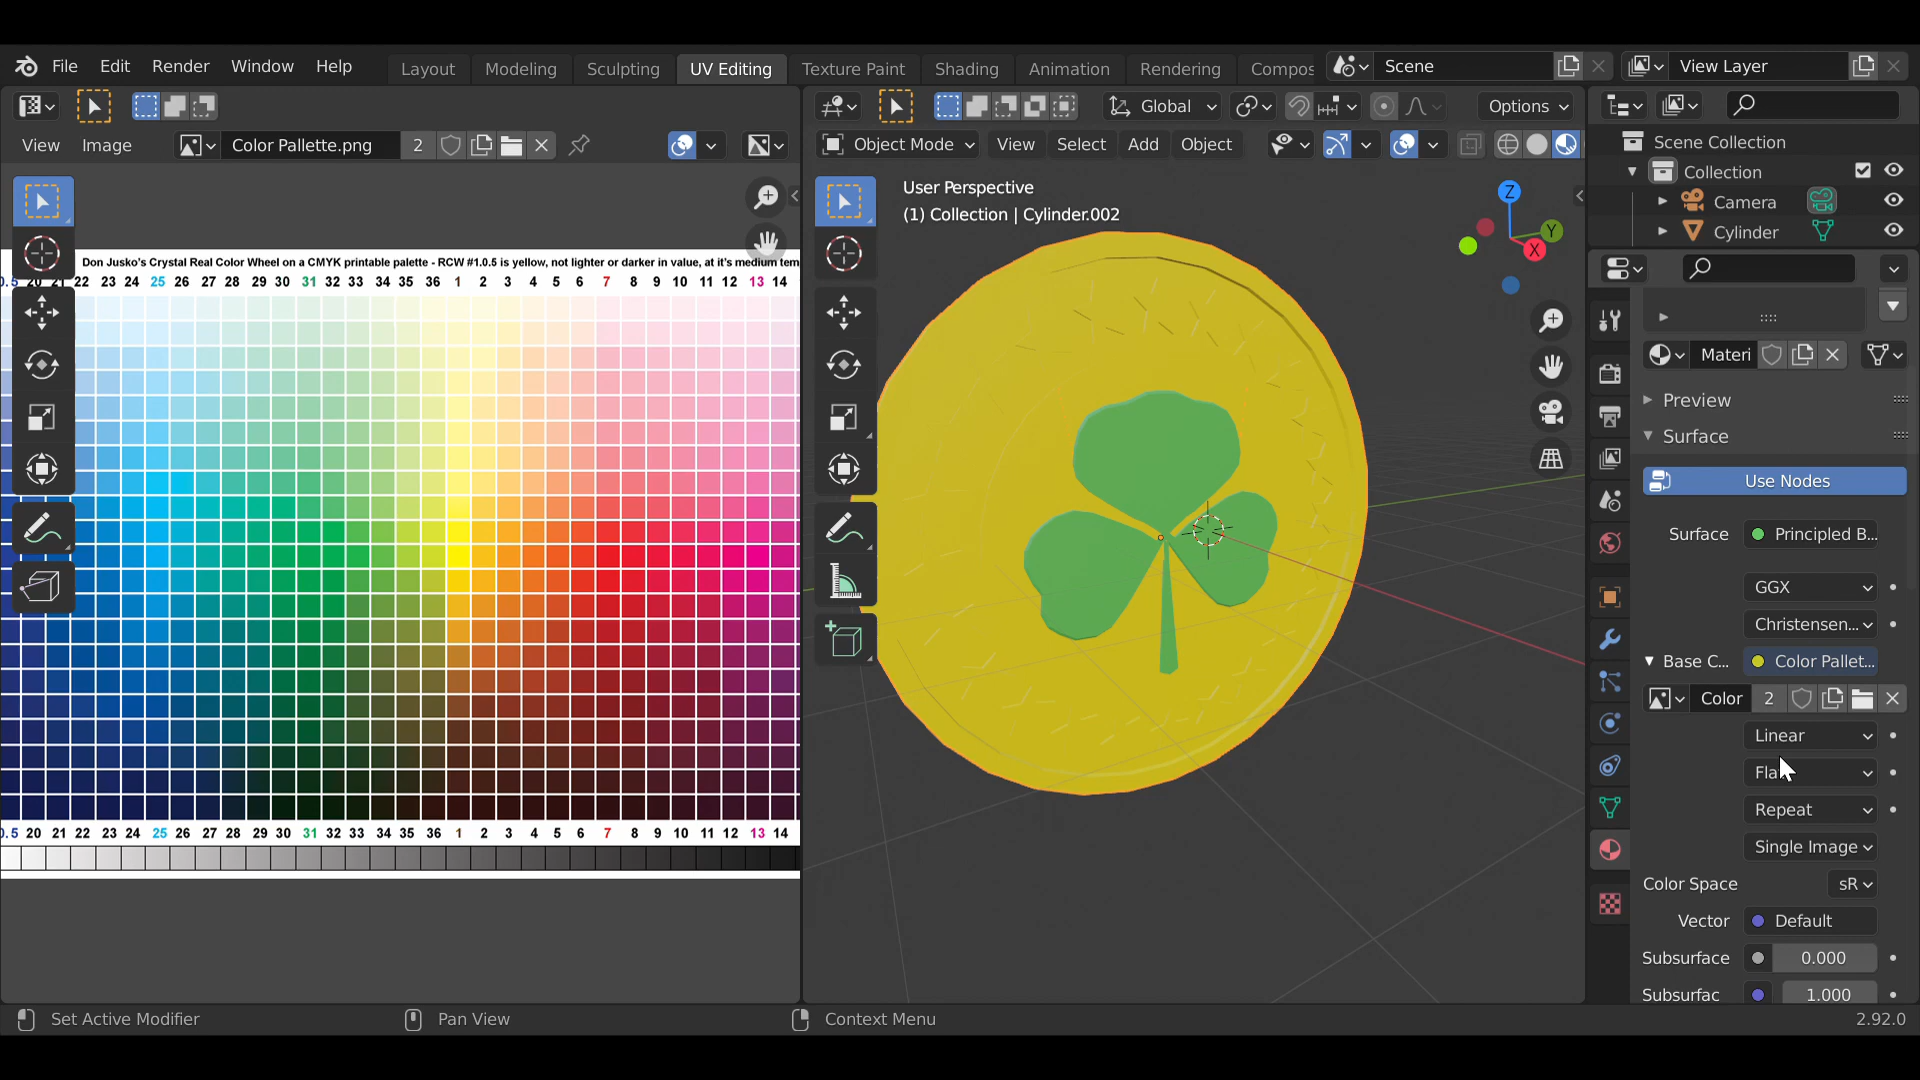 File Edit Render Window Help Layout Modeling Sculpting UV Editing Texture Paint Shading Animation Rendering Compos Scene View Layer
Global Options
View Image Color Pallette.png 2
Object Mode View Select Add Object
Scene Collection
Collection
Camera
Cylinder
User Perspective
(1) Collection | Cylinder.002
Z
Y
X
Don Jusko's Crystal Real Color Wheel on a CMYK printable palette - RCW #1.0.5 is yellow, not lighter or darker in value, at it's medium tem
0.5 20 21 22 23 24 25 26 27 28 29 30 31 32 33 34 35 36 1 2 3 4 5 6 7 8 9 10 11 12 13 14
0.5 20 21 22 23 24 25 26 27 28 29 30 31 32 33 34 35 36 1 2 3 4 5 6 7 8 9 10 11 12 13 14
Materi
Preview
Surface
Use Nodes
Surface Principled B...
GGX
Christensen...
Base C... Color Pallet...
Color 2
Linear
Fla
Repeat
Single Image
Color Space sR
Vector Default
Subsurface 0.000
Subsurfac 1.000
Set Active Modifier Pan View Context Menu 2.92.0